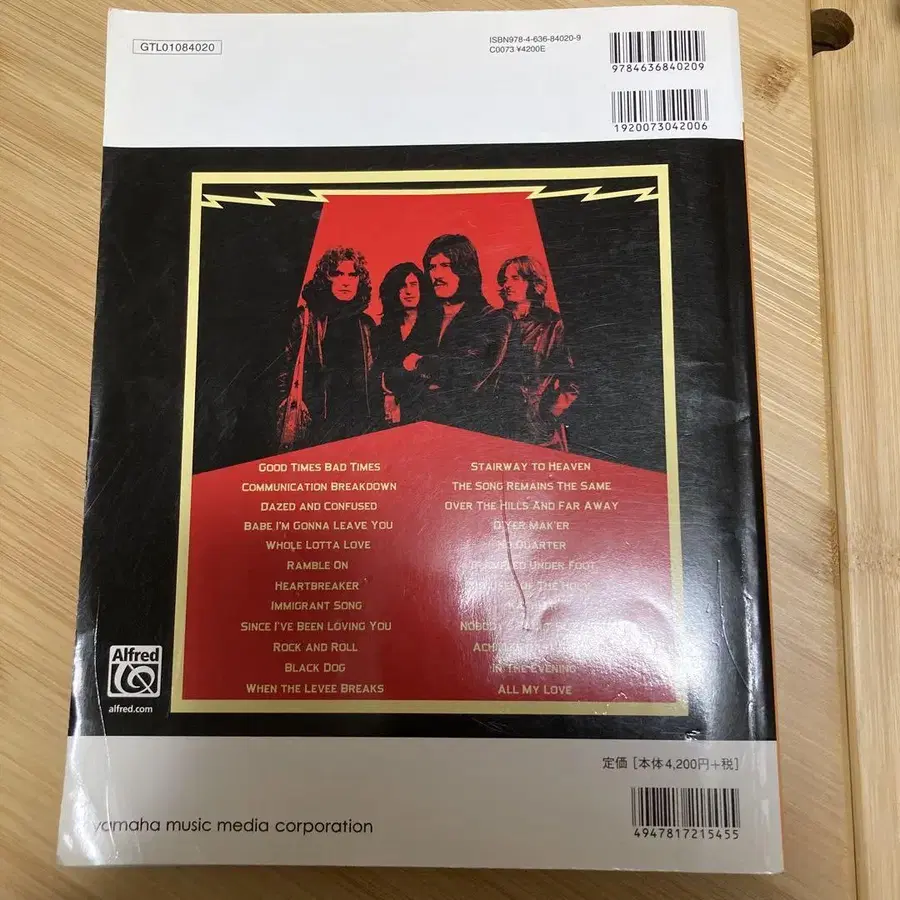 GTL01084020
ISBN978-4-636-84020-9
C0073 ¥4200E
9784636840209
1920073042006
GOOD TIMES BAD TIMES
COMMUNICATION BREAKDOWN
DAZED AND CONFUSED
BABE I'M GONNA LEAVE YOU
WHOLE LOTTA LOVE
RAMBLE ON
HEARTBREAKER
IMMIGRANT SONG
SINCE I'VE BEEN LOVING YOU
ROCK AND ROLL
BLACK DOG
WHEN THE LEVEE BREAKS
STAIRWAY TO HEAVEN
THE SONG REMAINS THE SAME
OVER THE HILLS AND FAR AWAY
D'YER MAK'ER
QUARTER
UNDER FOOT
OF THE
NOBODY'S
IN THE EVENING
ALL MY LOVE
Alfred
alfred.com
定価 [本体4,200円+税]
4947817215455
yamaha music media corporation